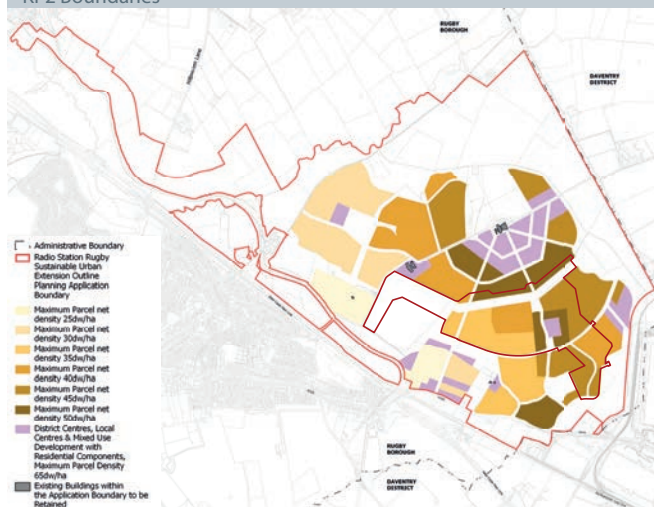 KP2 Boundaries
RUGBY
BOROUGH
DAVENTRY
DISTRICT
Administrative Boundary
Radio Station Rugby
Sustainable Urban
Extension Outline
Planning Application
Boundary
Maximum Parcel net
density 25dw/ha
Maximum Parcel net
density 30dw/ha
Maximum Parcel net
density 35dw/ha
Maximum Parcel net
density 40dw/ha
Maximum Parcel net
density 45dw/ha
Maximum Parcel net
density 50dw/ha
District Centres, Local
Centres & Mixed Use
Development with
Residential Components,
Maximum Parcel Density
65dw/ha
Existing Buildings within
the Application Boundary to be
Retained
RUGBY
BOROUGH
DAVENTRY
DISTRICT